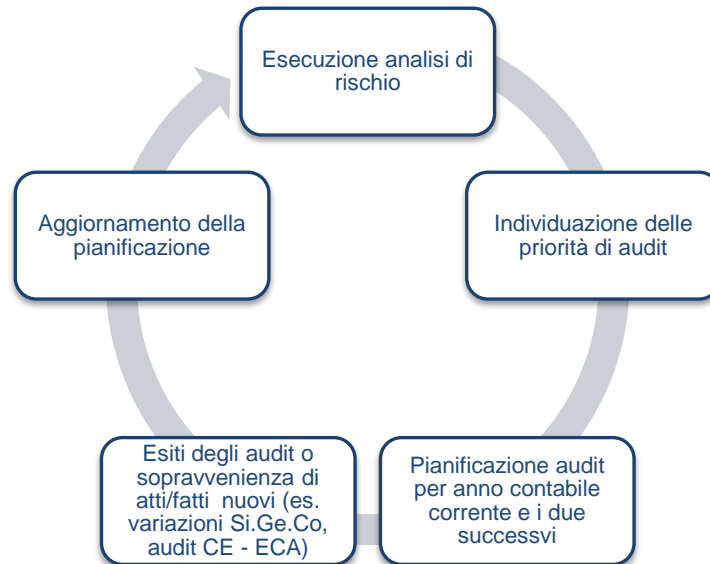 Esecuzione analisi di
rischio
Individuazione delle
priorità di audit
Pianificazione audit
per anno contabile
corrente e i due
successvi
Esiti degli audit o
sopravvenienza di
atti/fatti nuovi (es.
variazioni Si.Ge.Co,
audit CE - ECA)
Aggiornamento della
pianificazione